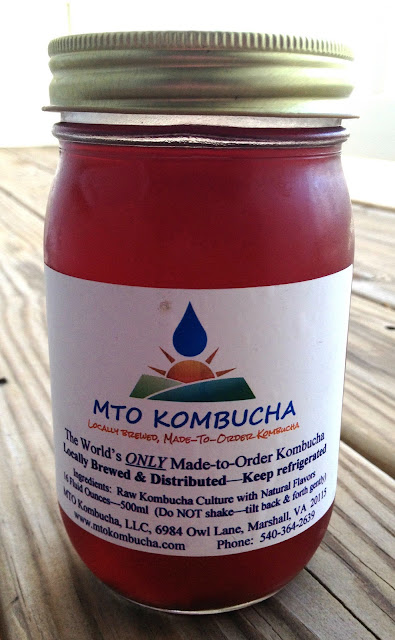 MTO KOMBUCHA
Locally brewed, Made-To-Order Kombucha
The World's ONLY Made-to-Order Kombucha
Locally Brewed & Distributed—Keep refrigerated
Ingredients: Raw Kombucha Culture with Natural Flavors
16 Fluid Ounces—500ml (Do NOT shake—tilt back & forth gently)
MTO Kombucha, LLC, 6984 Owl Lane, Marshall, VA 20115
www.mtokombucha.com Phone: 540-364-2639